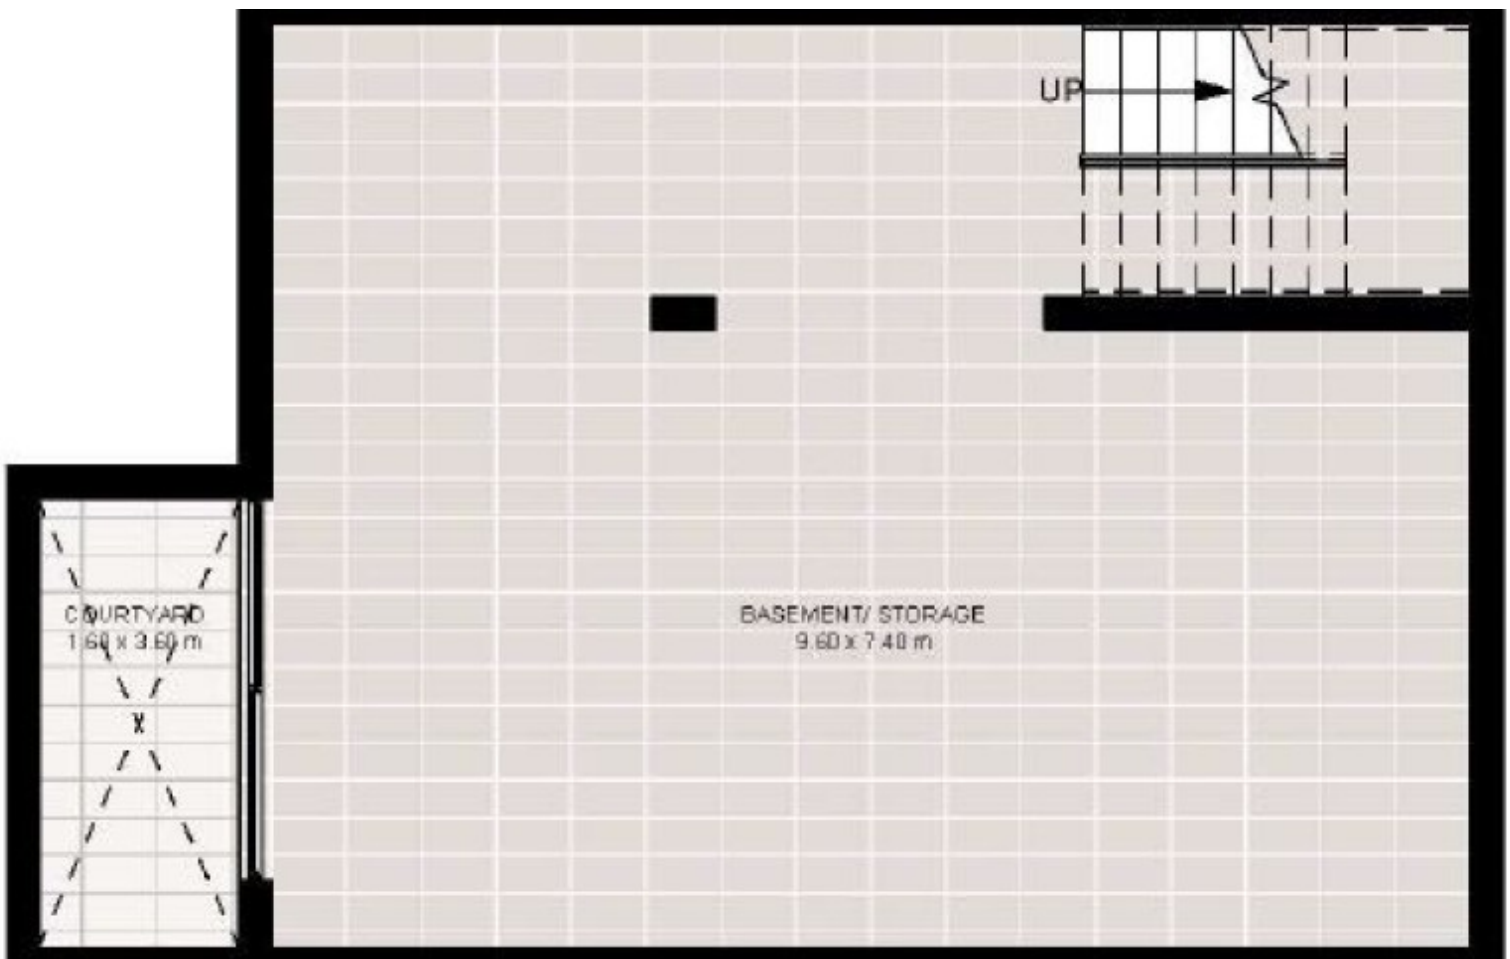 UP
COURTYARD
1.60 x 3.60 m
BASEMENT/ STORAGE
9.60 x 7.40 m